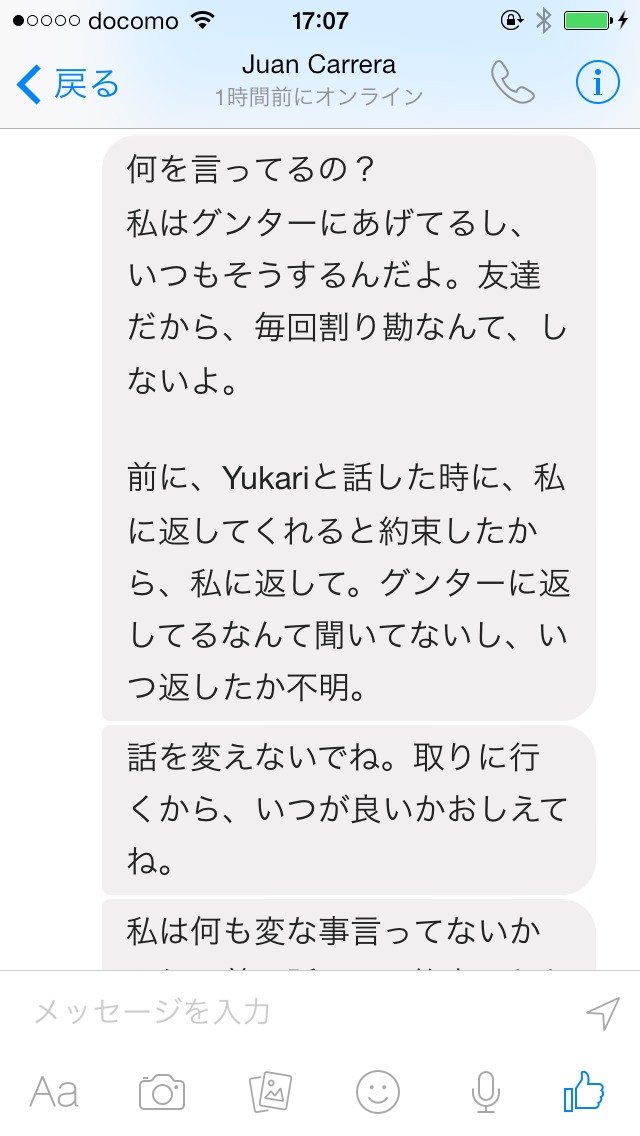 docomo 17:07
戻る
Juan Carrera
1時間前にオンライン
何を言ってるの？
私はグンターにあげてるし、
いつもそうするんだよ。友達
だから、毎回割り勘なんて、し
ないよ。
前に、Yukariと話した時に、私
に返してくれると約束したか
ら、私に返して。グンターに返
してるなんて聞いてないし、い
つ返したか不明。
話を変えないでね。取りに行
くから、いつが良いかおしえて
ね。
私は何も変な事言ってないか
メッセージを入力
Aa